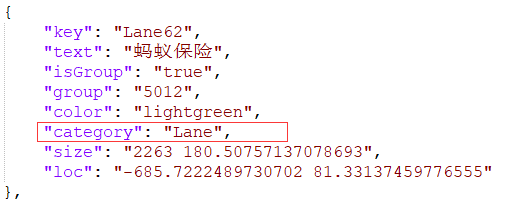 {
"key": "Lane62",
"text": "蚂蚁保险",
"isGroup": "true",
"group": "5012",
"color": "lightgreen",
"category": "Lane",
"size": "2263 180.50757137078693",
"loc": "-685.7222489730702 81.33137459776555"
},